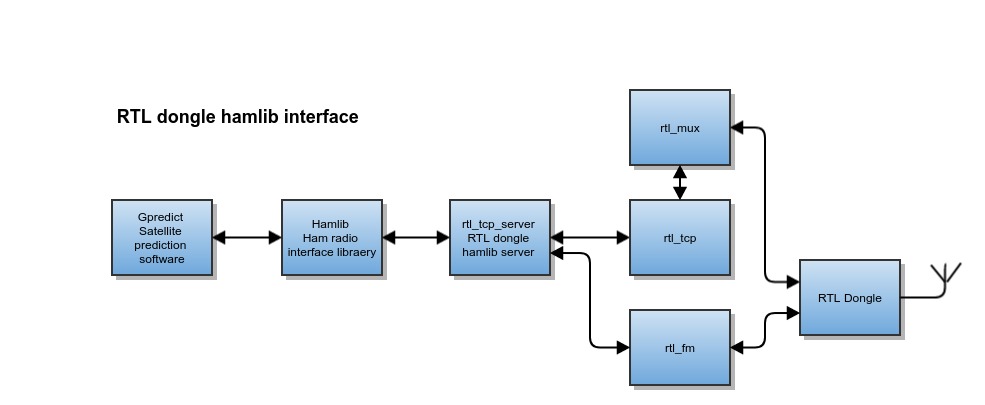 RTL dongle hamlib interface
rtl_mux
Gpredict
Satellite
prediction
software
Hamlib
Ham radio
interface libraery
rtl_tcp_server
RTL dongle
hamlib server
rtl_tcp
RTL Dongle
rtl_fm